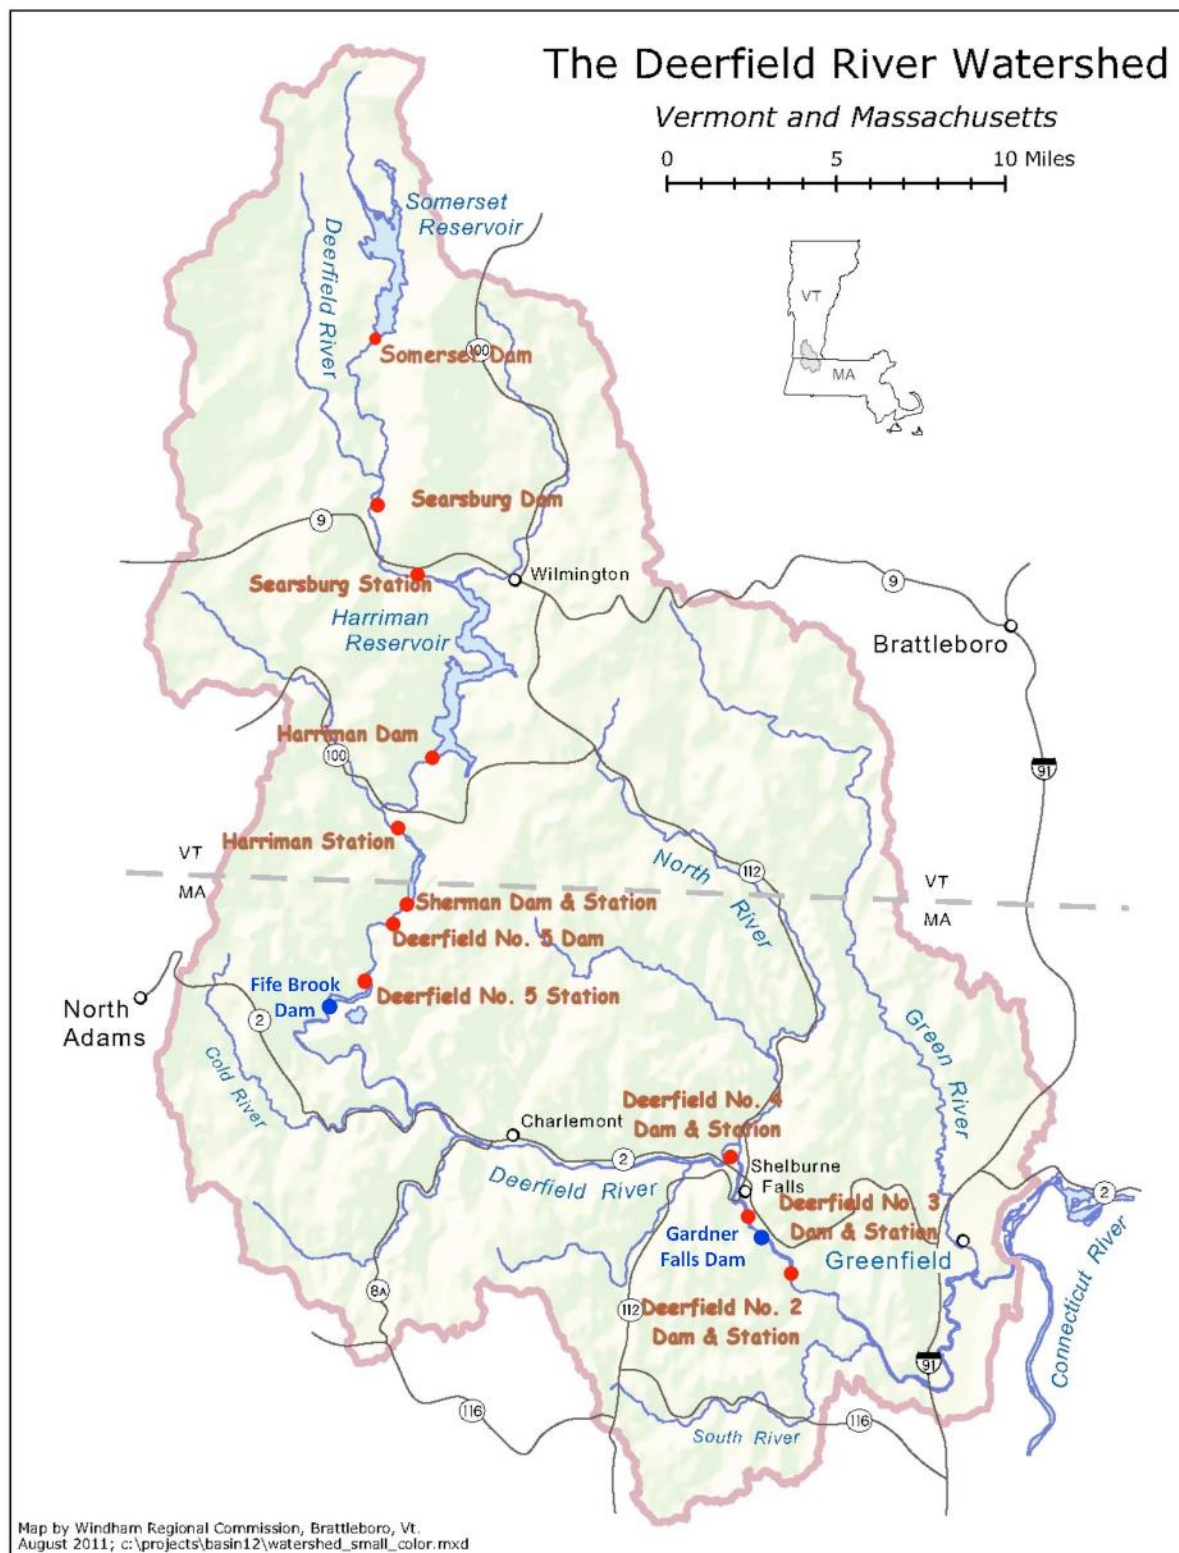 The Deerfield River Watershed
Vermont and Massachusetts
0 5 10 Miles
Somerset
Reservoir
Deerfield River
VT
MA
100
Somerset Dam
Searsburg Dam
9
Wilmington
9
Searsburg Station
Harriman
Reservoir
Brattleboro
Harriman Dam
100
91
Harriman Station
VT
MA
North River
112
VT
MA
Sherman Dam & Station
Deerfield No. 5 Dam
Fife Brook
Dam
Deerfield No. 5 Station
North
Adams
2
Cold River
Green River
Deerfield No. 4
Dam & Station
Charlemont
2
Deerfield River
Shelburne
Falls
Deerfield No. 3
Dam & Station
Gardner
Falls Dam
Greenfield
2
Connecticut River
8A
112
Deerfield No. 2
Dam & Station
91
116
South River
116
Map by Windham Regional Commission, Brattleboro, Vt.
August 2011; c:\projects\basin12\watershed_small_color.mxd